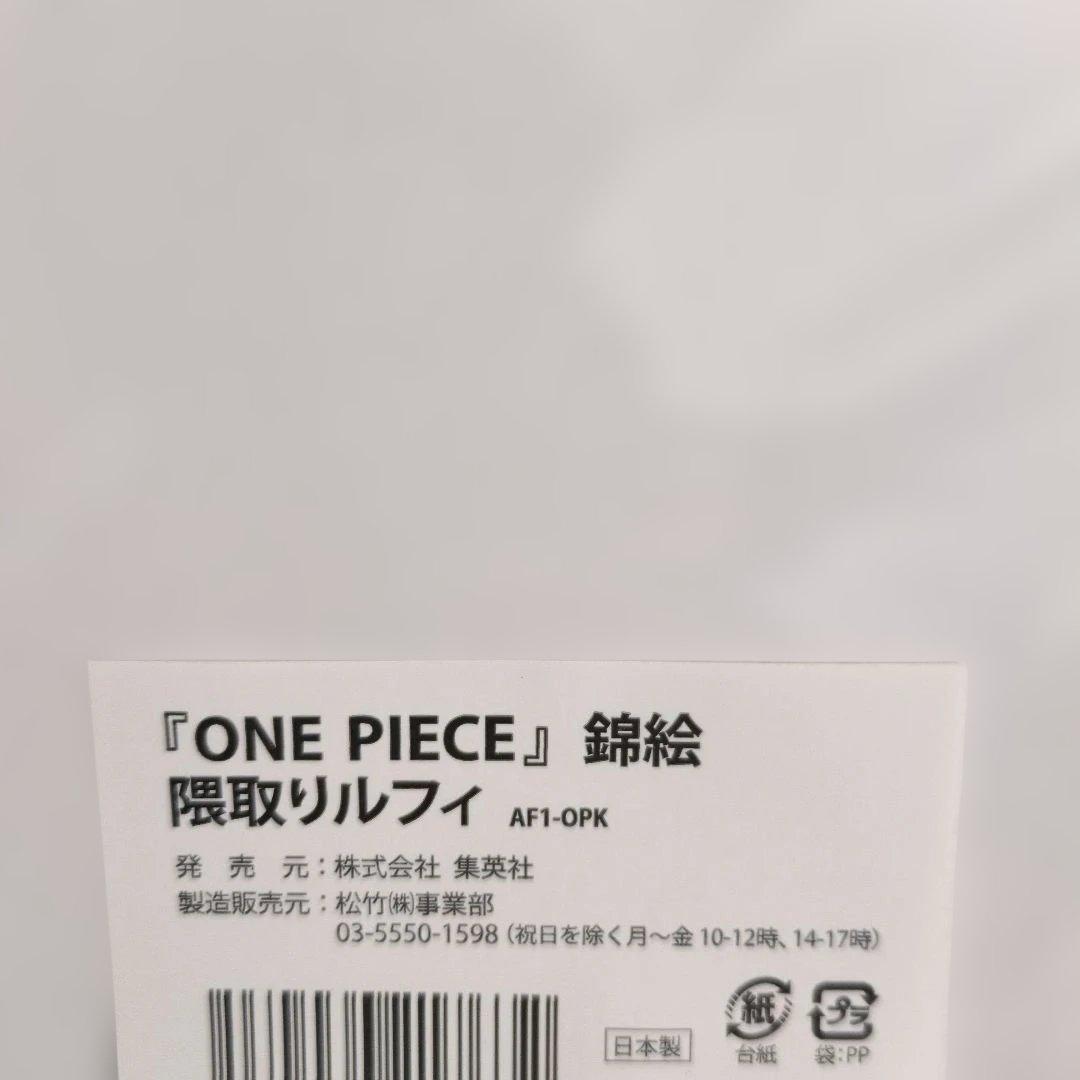 『ONE PIECE』 錦絵
隈取りルフィ AF1-OPK
発 売 元：株式会社 集英社
製造販売元：松竹㈱事業部
03-5550-1598（祝日を除く月～金 10-12時、14-17時）
日本製
紙
台紙
プラ
袋：PP